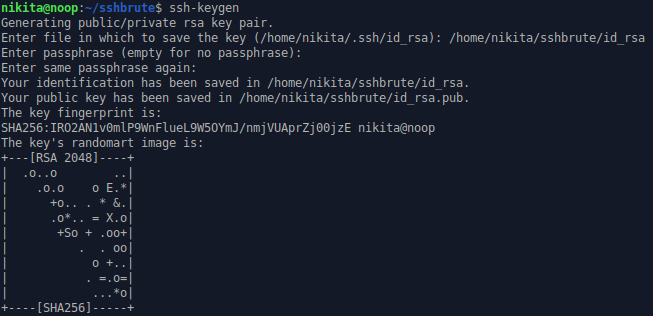 nikita@noop:~/sshbrute$ ssh-keygen
Generating public/private rsa key pair.
Enter file in which to save the key (/home/nikita/.ssh/id_rsa): /home/nikita/sshbrute/id_rsa
Enter passphrase (empty for no passphrase):
Enter same passphrase again:
Your identification has been saved in /home/nikita/sshbrute/id_rsa.
Your public key has been saved in /home/nikita/sshbrute/id_rsa.pub.
The key fingerprint is:
SHA256:IRO2AN1v0mlP9WnFlueL9W5OYmJ/nmjVUAprZj00jzE nikita@noop
The key's randomart image is:
+---[RSA 2048]----+
|  .o..o        ..|
|    .o.o    o E.*|
|      +o.. . * &.|
|      .o*.. = X.o|
|       +So + .oo+|
|          .  . oo|
|            o +..|
|           . =.o=|
|            ...*o|
+----[SHA256]-----+